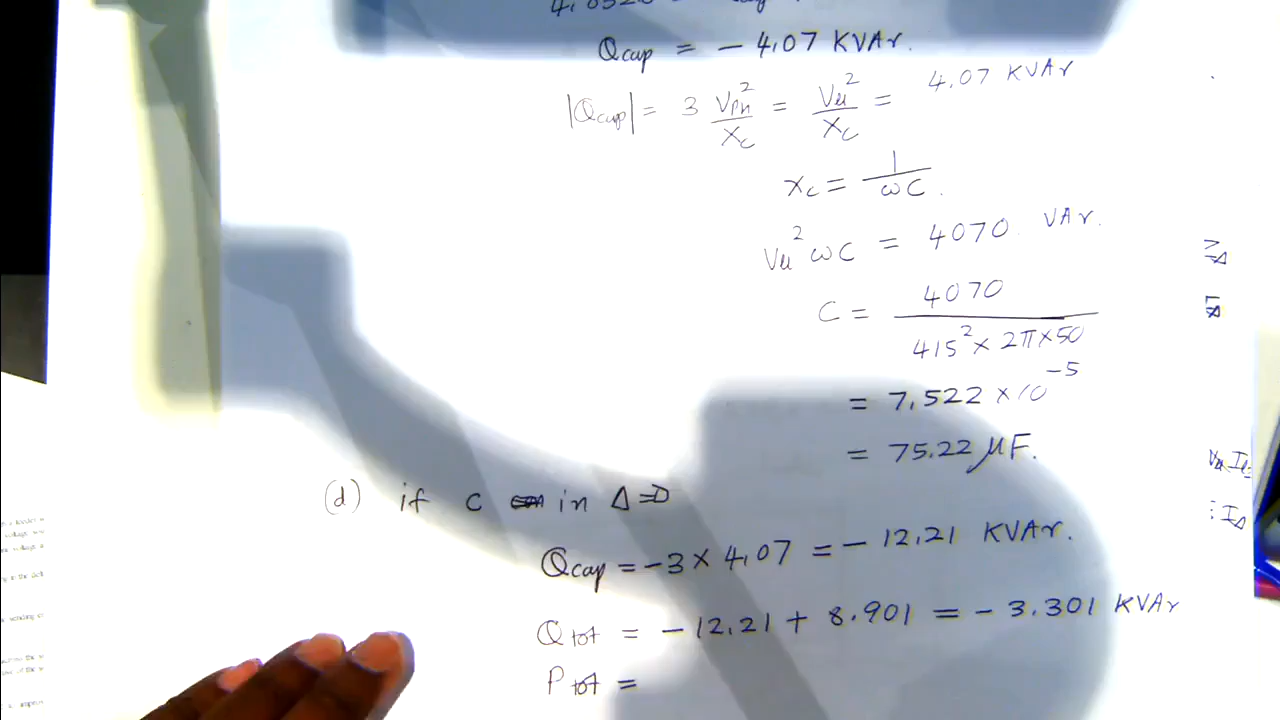 Qcap = - 4.07 KVAr.
|Qcap| = 3 Vph²/Xc = Vll²/Xc = 4.07 KVAr
Xc = 1/ωC.
Vll² ωC = 4070 VAr.
C = 4070 / 415² × 2π×50
= 7.522 × 10⁻⁵
= 75.22 μF.
(d) if C in Δ ⇒
Qcap = -3 × 4.07 = - 12.21 KVAr.
Qtot = - 12.21 + 8.901 = - 3.301 KVAr
Ptot =